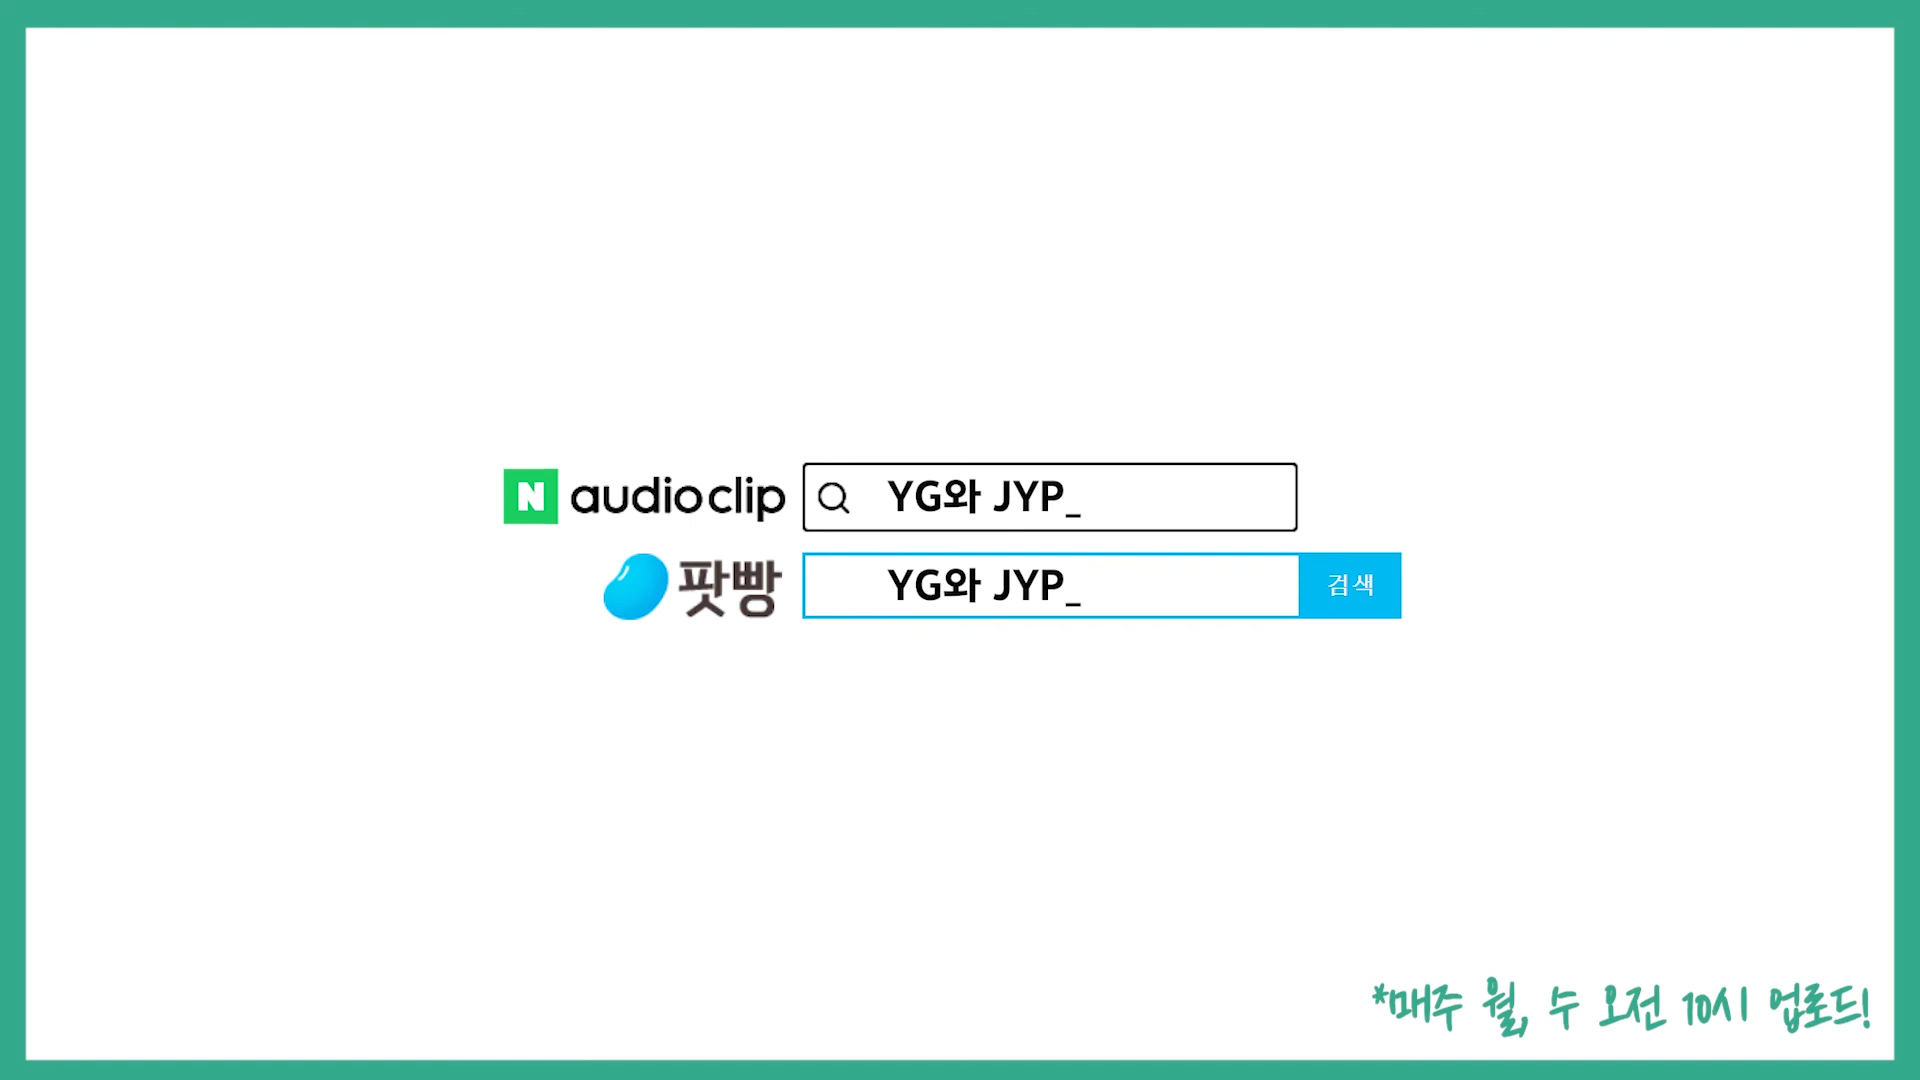 N audioclip YG와 JYP_
팟빵 YG와 JYP_ 검색
*매주 월, 수 오전 10시 업로드!